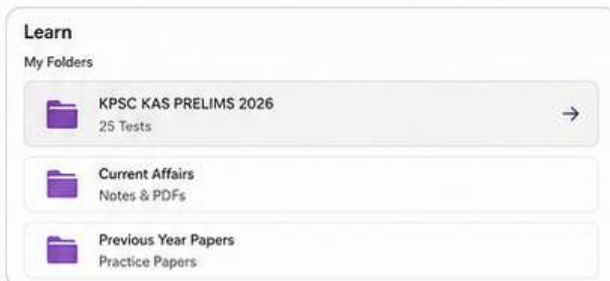 Learn
My Folders
KPSC KAS PRELIMS 2026
25 Tests
Current Affairs
Notes & PDFs
Previous Year Papers
Practice Papers